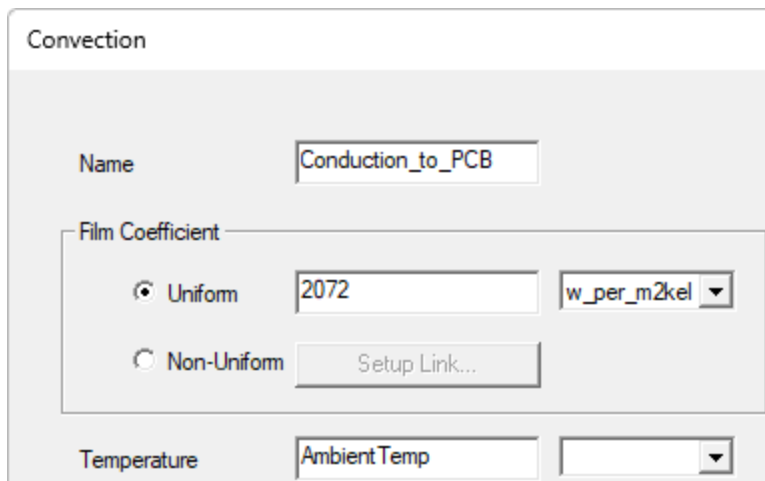 Convection
Name Conduction_to_PCB
Film Coefficient
Uniform 2072 w_per_m2kel
Non-Uniform Setup Link...
Temperature AmbientTemp